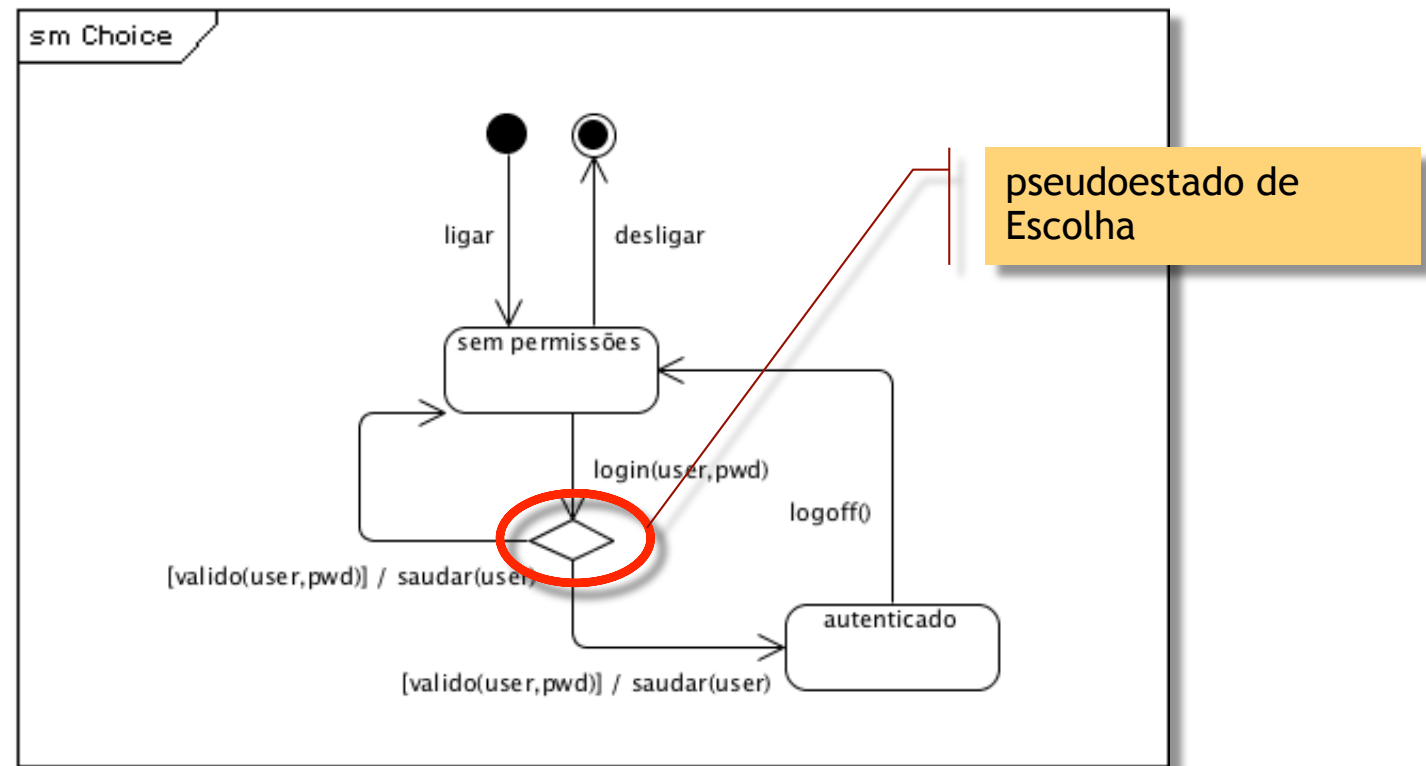 sm Choice
pseudoestado de
Escolha
ligar
desligar
sem permissões
login(user,pwd)
logoff()
[valido(user,pwd)] / saudar(user)
autenticado
[valido(user,pwd)] / saudar(user)